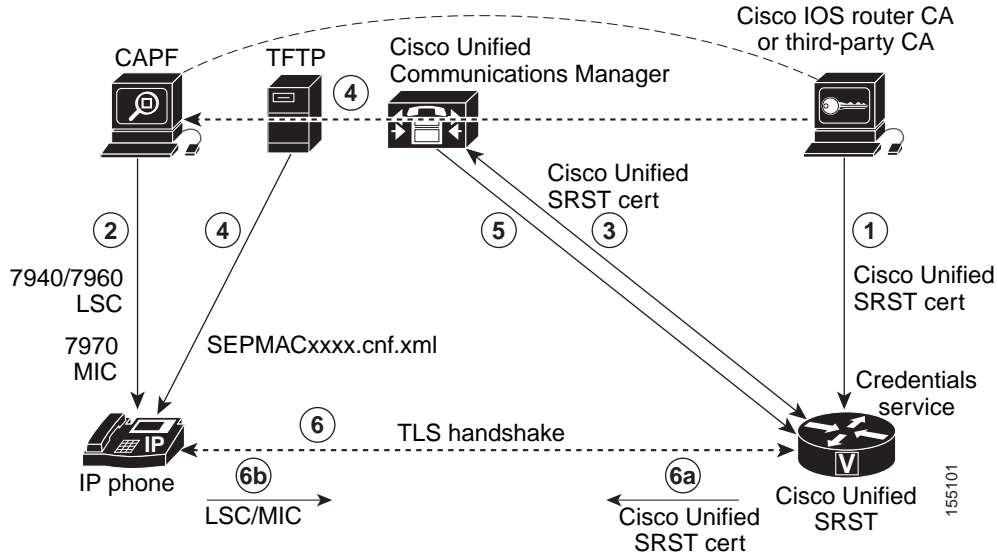 Cisco IOS router CA
or third-party CA
CAPF
TFTP
Cisco Unified
Communications Manager
4
Cisco Unified
SRST cert
2
4
5
3
1
7940/7960
LSC
Cisco Unified
SRST cert
7970
MIC
SEPMACxxxx.cnf.xml
Credentials
service
6
TLS handshake
IP
V
IP phone
6b
6a
LSC/MIC
Cisco Unified
SRST cert
Cisco Unified
SRST
155101